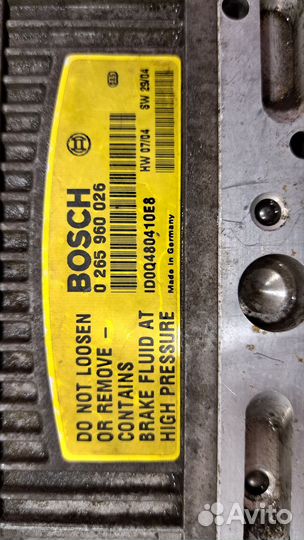 BOSCH
0 265 960 026
HW 07/04 SW 29/04
ID0Q480410E8
Made in Germany
DO NOT LOOSEN
OR REMOVE –
CONTAINS
BRAKE FLUID AT
HIGH PRESSURE
Avito